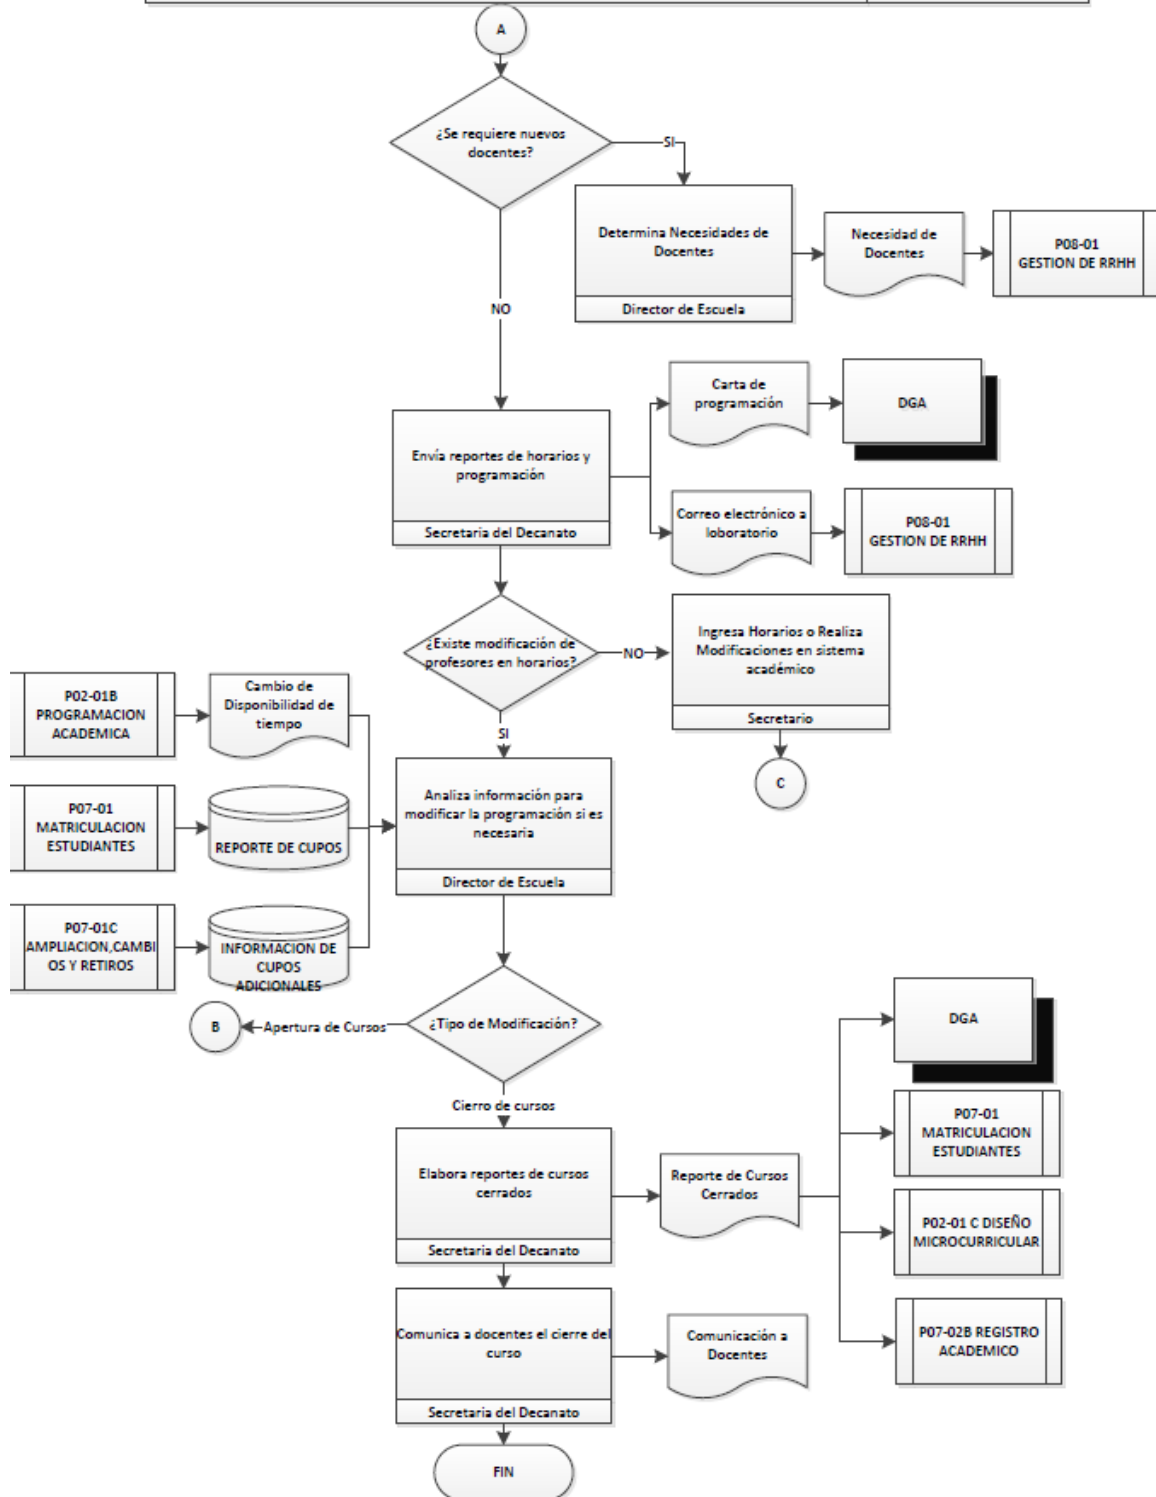 A
¿Se requiere nuevos
docentes?
SI
Determina Necesidades de
Docentes
Director de Escuela
Necesidad de
Docentes
P08-01
GESTION DE RRHH
NO
Carta de
programación
DGA
Envía reportes de horarios y
programación
Secretaria del Decanato
Correo electrónico a
loboratorio
P08-01
GESTION DE RRHH
¿Existe modificación de
profesores en horarios?
NO
Ingresa Horarios o Realiza
Modificaciones en sistema
académico
Secretario
C
SI
P02-01B
PROGRAMACION
ACADEMICA
Cambio de
Disponibilidad de
tiempo
P07-01
MATRICULACION
ESTUDIANTES
REPORTE DE CUPOS
Analiza información para
modificar la programación si es
necesaria
Director de Escuela
P07-01C
AMPLIACION,CAMBI
OS Y RETIROS
INFORMACION DE
CUPOS
ADICIONALES
B
Apertura de Cursos
¿Tipo de Modificación?
DGA
Cierro de cursos
P07-01
MATRICULACION
ESTUDIANTES
Elabora reportes de cursos
cerrados
Secretaria del Decanato
Reporte de Cursos
Cerrados
P02-01 C DISEÑO
MICROCURRICULAR
P07-02B REGISTRO
ACADEMICO
Comunica a docentes el cierre del
curso
Secretaria del Decanato
Comunicación a
Docentes
FIN